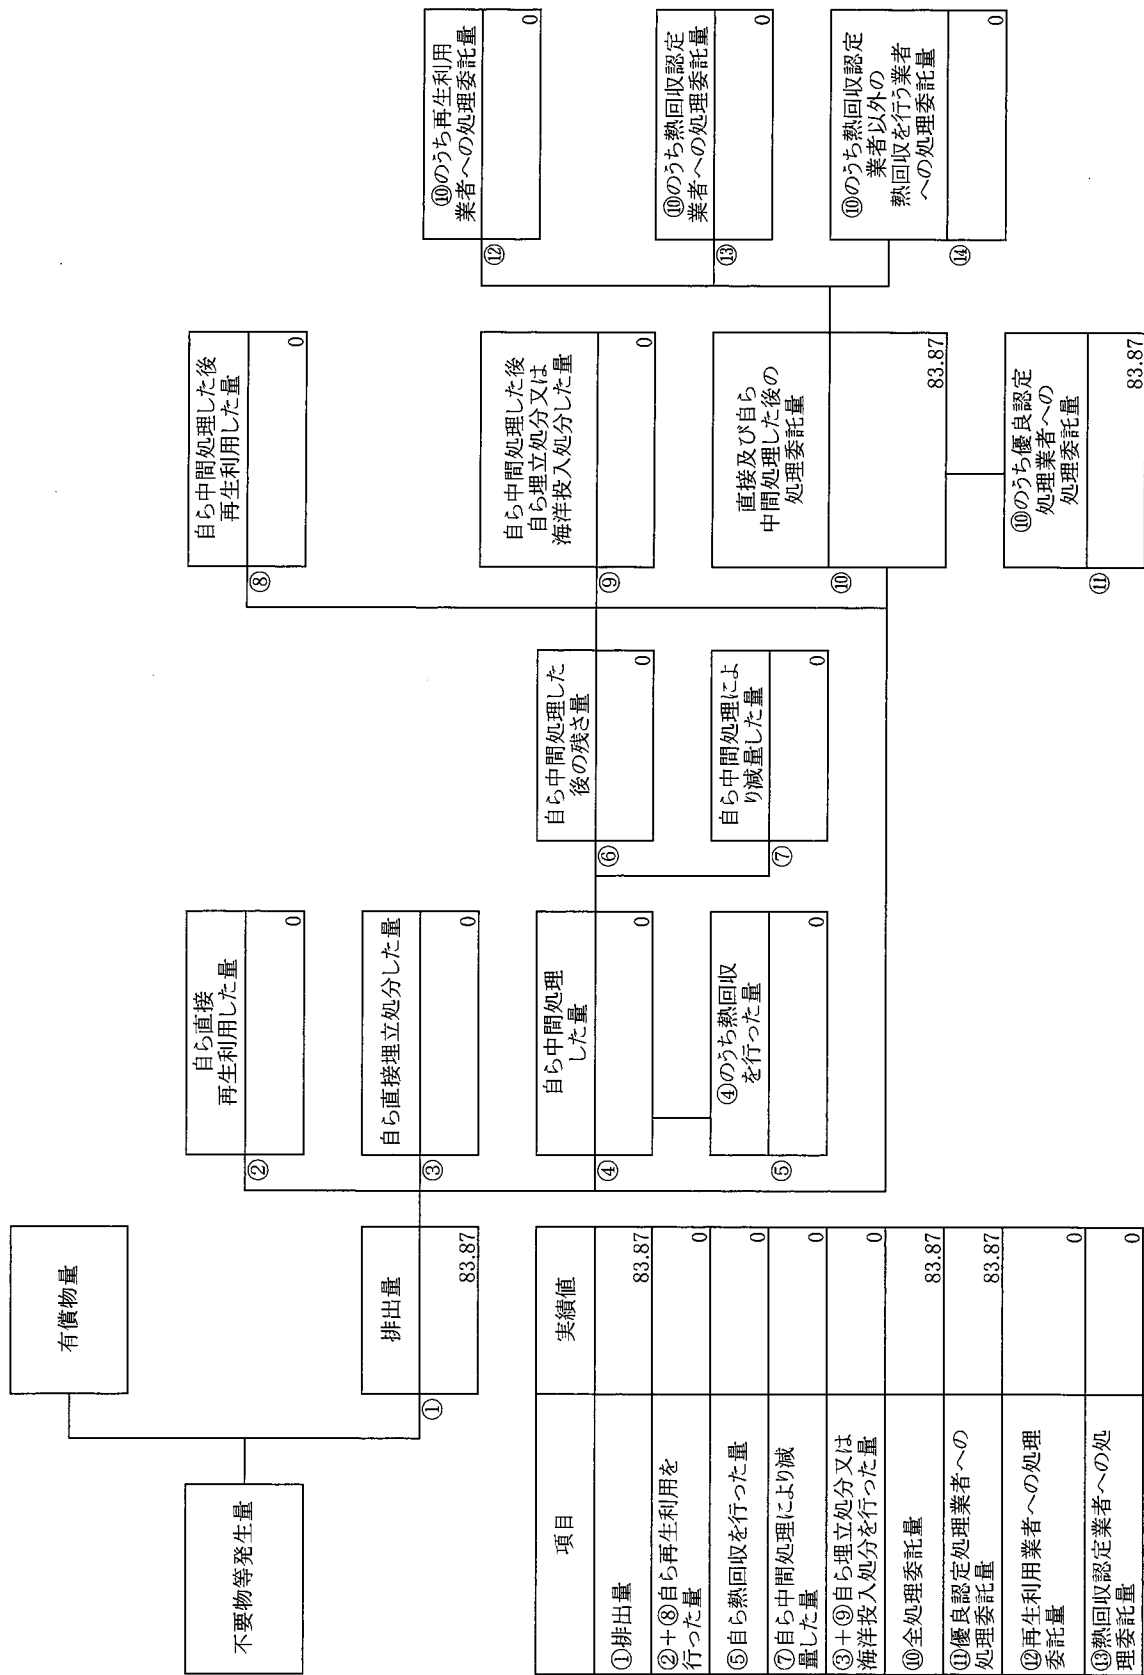 不要物等発生量
有償物量
排出量
①
83.87
自ら直接
再生利用した量
②
0
自ら直接埋立処分した量
③
0
自ら中間処理
した量
④
0
④のうち熱回収
を行った量
⑤
0
自ら中間処理した
後の残さ量
⑥
0
自ら中間処理によ
り減量した量
⑦
0
自ら中間処理した後
再生利用した量
⑧
0
自ら中間処理した後
自ら埋立処分又は
海洋投入処分した量
⑨
0
直接及び自ら
中間処理した後の
処理委託量
⑩
83.87
⑩のうち優良認定
処理業者への
処理委託量
⑪
83.87
⑩のうち再生利用
業者への処理委託量
⑫
0
⑩のうち熱回収認定
業者への処理委託量
⑬
0
⑩のうち熱回収認定
業者以外の
熱回収を行う業者
への処理委託量
⑭
0
項目 実績値
①排出量 83.87
②+⑧自ら再生利用を
行った量 0
⑤自ら熱回収を行った量 0
⑦自ら中間処理により減
量した量 0
③+⑨自ら埋立処分又は
海洋投入処分を行った量 0
⑩全処理委託量 83.87
⑪優良認定処理業者への
処理委託量 83.87
⑫再生利用業者への処理
委託量 0
⑬熱回収認定業者への処
理委託量 0